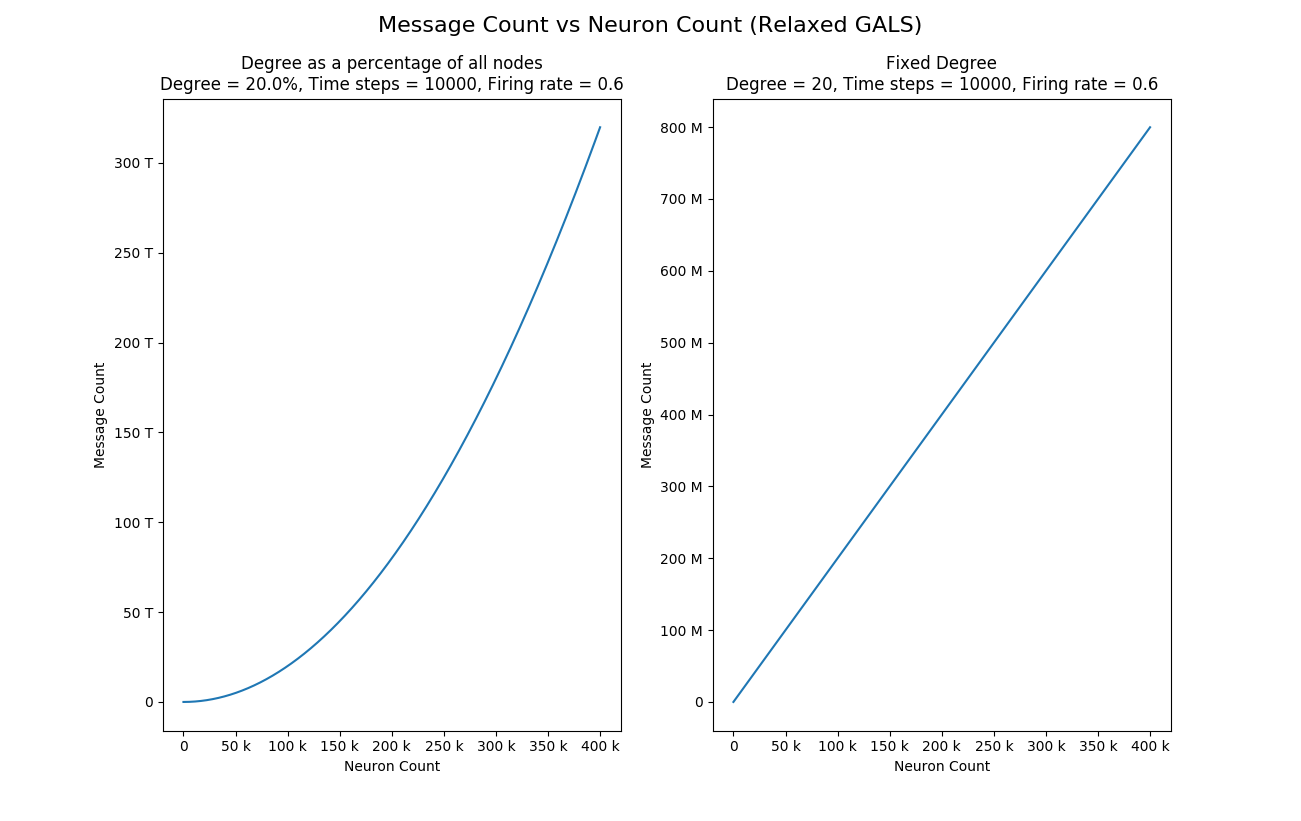 Message Count vs Neuron Count (Relaxed GALS)
Degree as a percentage of all nodes
Degree = 20.0%, Time steps = 10000, Firing rate = 0.6
300 T
250 T
200 T
150 T
100 T
50 T
0
Message Count
0 50 k 100 k 150 k 200 k 250 k 300 k 350 k 400 k
Neuron Count
Fixed Degree
Degree = 20, Time steps = 10000, Firing rate = 0.6
800 M
700 M
600 M
500 M
400 M
300 M
200 M
100 M
0
Message Count
0 50 k 100 k 150 k 200 k 250 k 300 k 350 k 400 k
Neuron Count